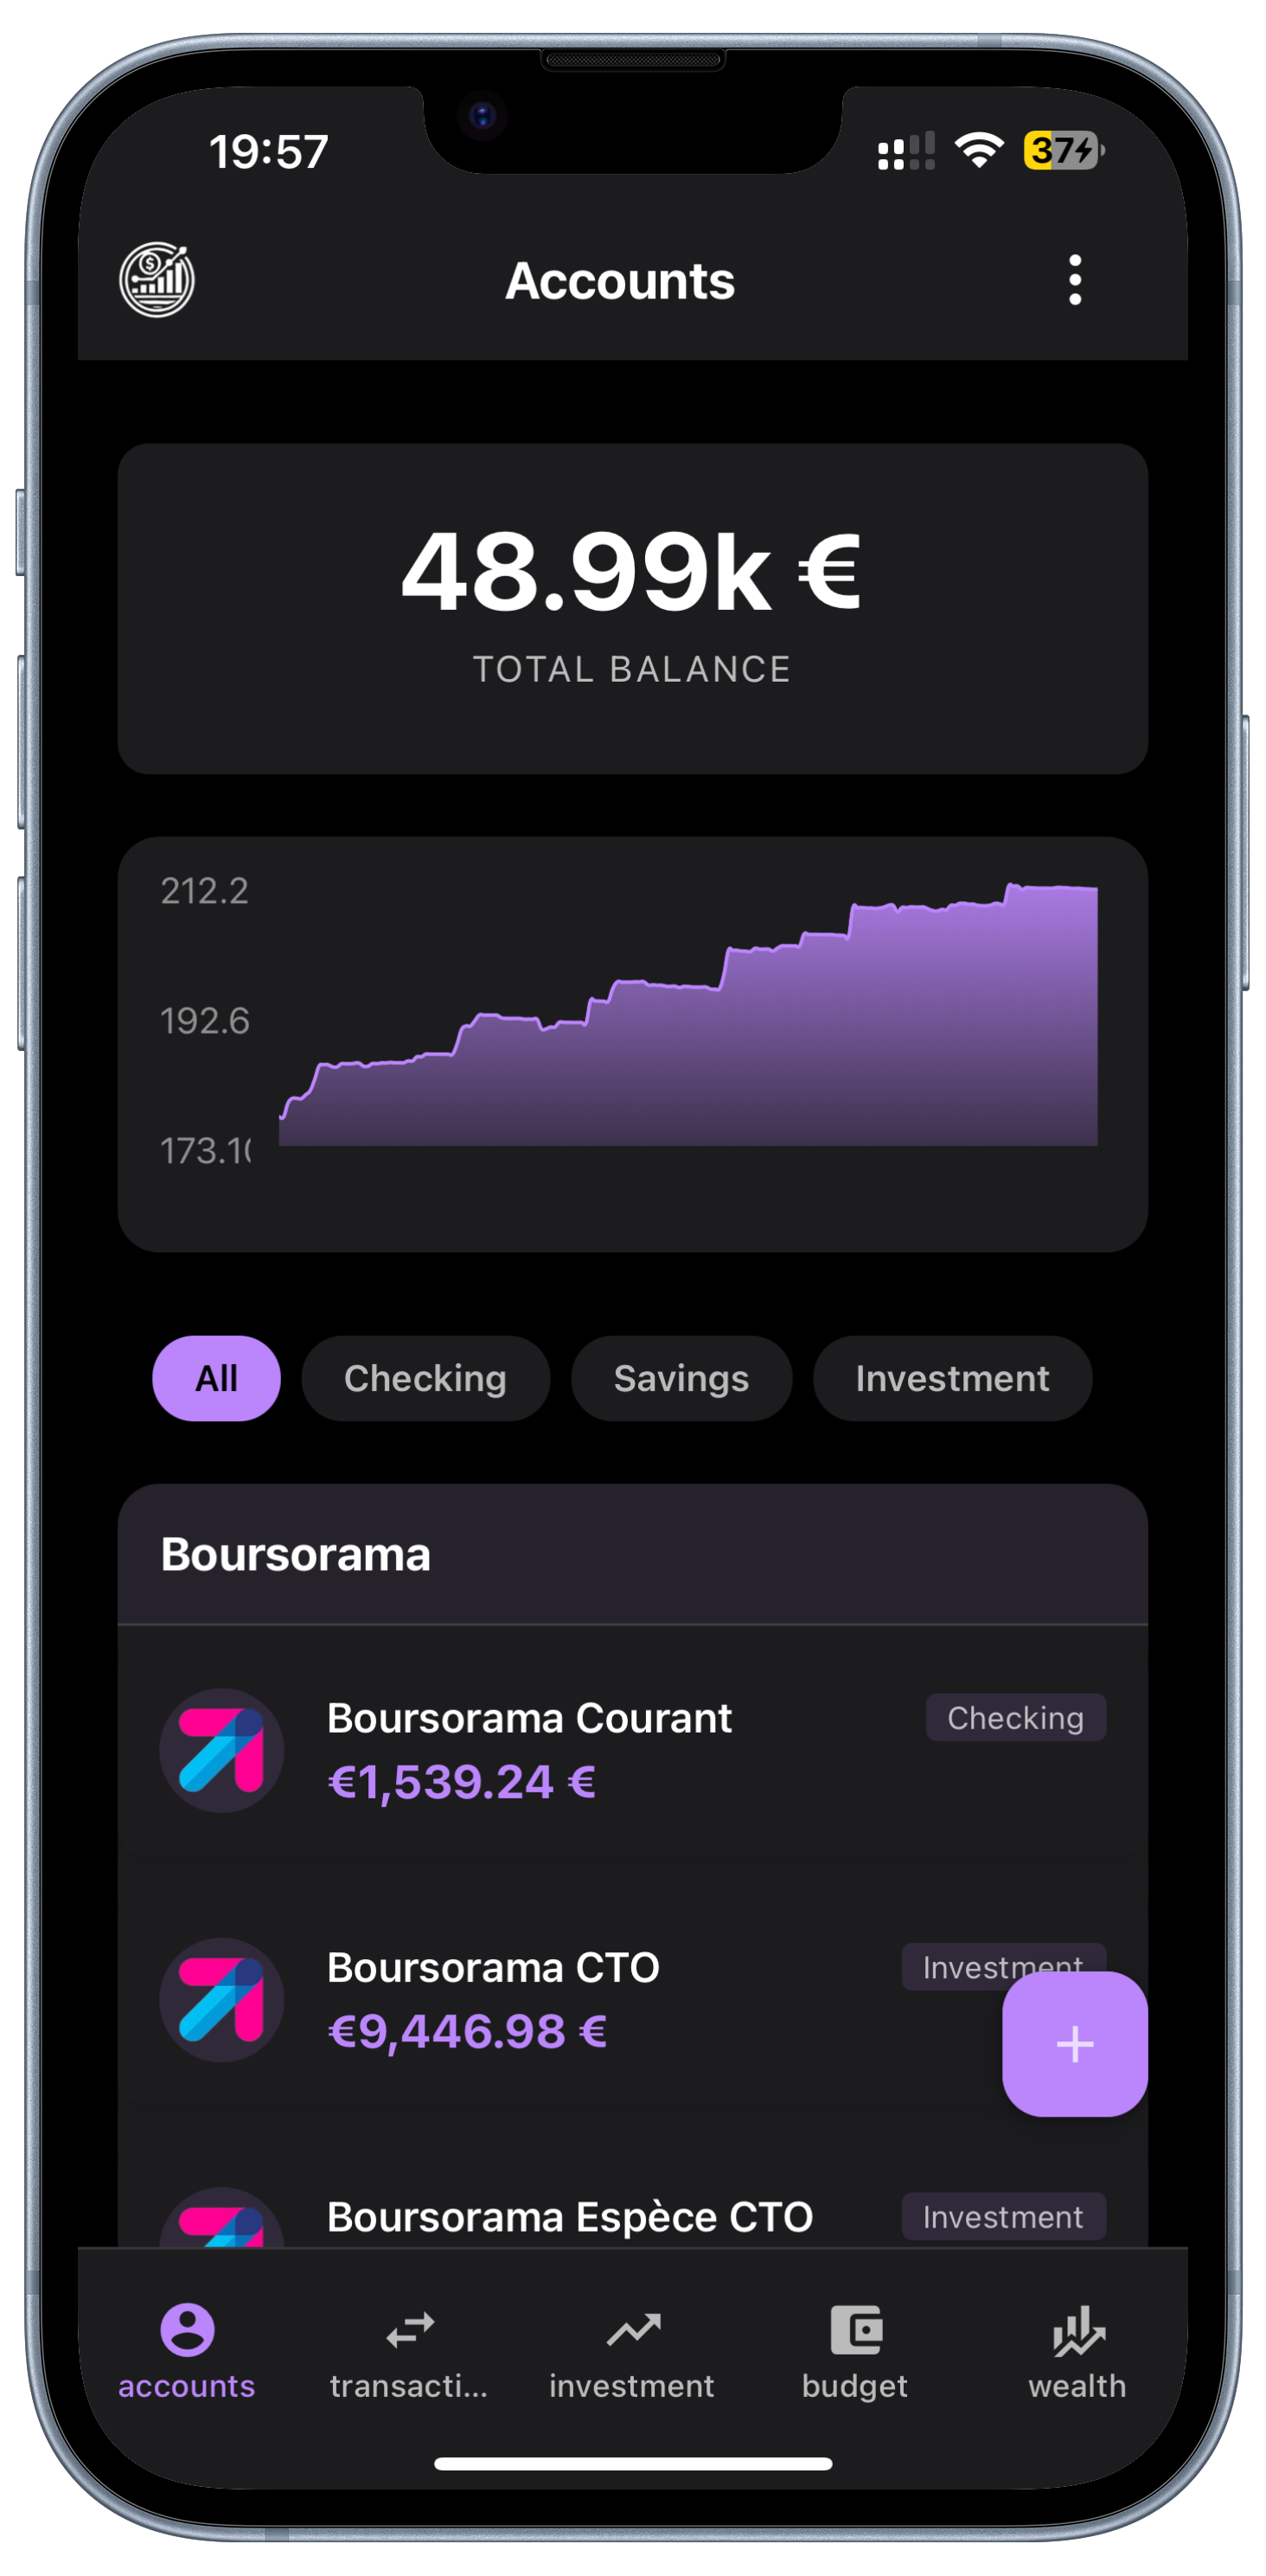 19:57
37
Accounts
48.99k €
TOTAL BALANCE
212.2
192.6
173.1
All
Checking
Savings
Investment
Boursorama
Boursorama Courant
Checking
€1,539.24 €
Boursorama CTO
Investment
€9,446.98 €
+
Boursorama Espèce CTO
Investment
accounts
transacti...
investment
budget
wealth